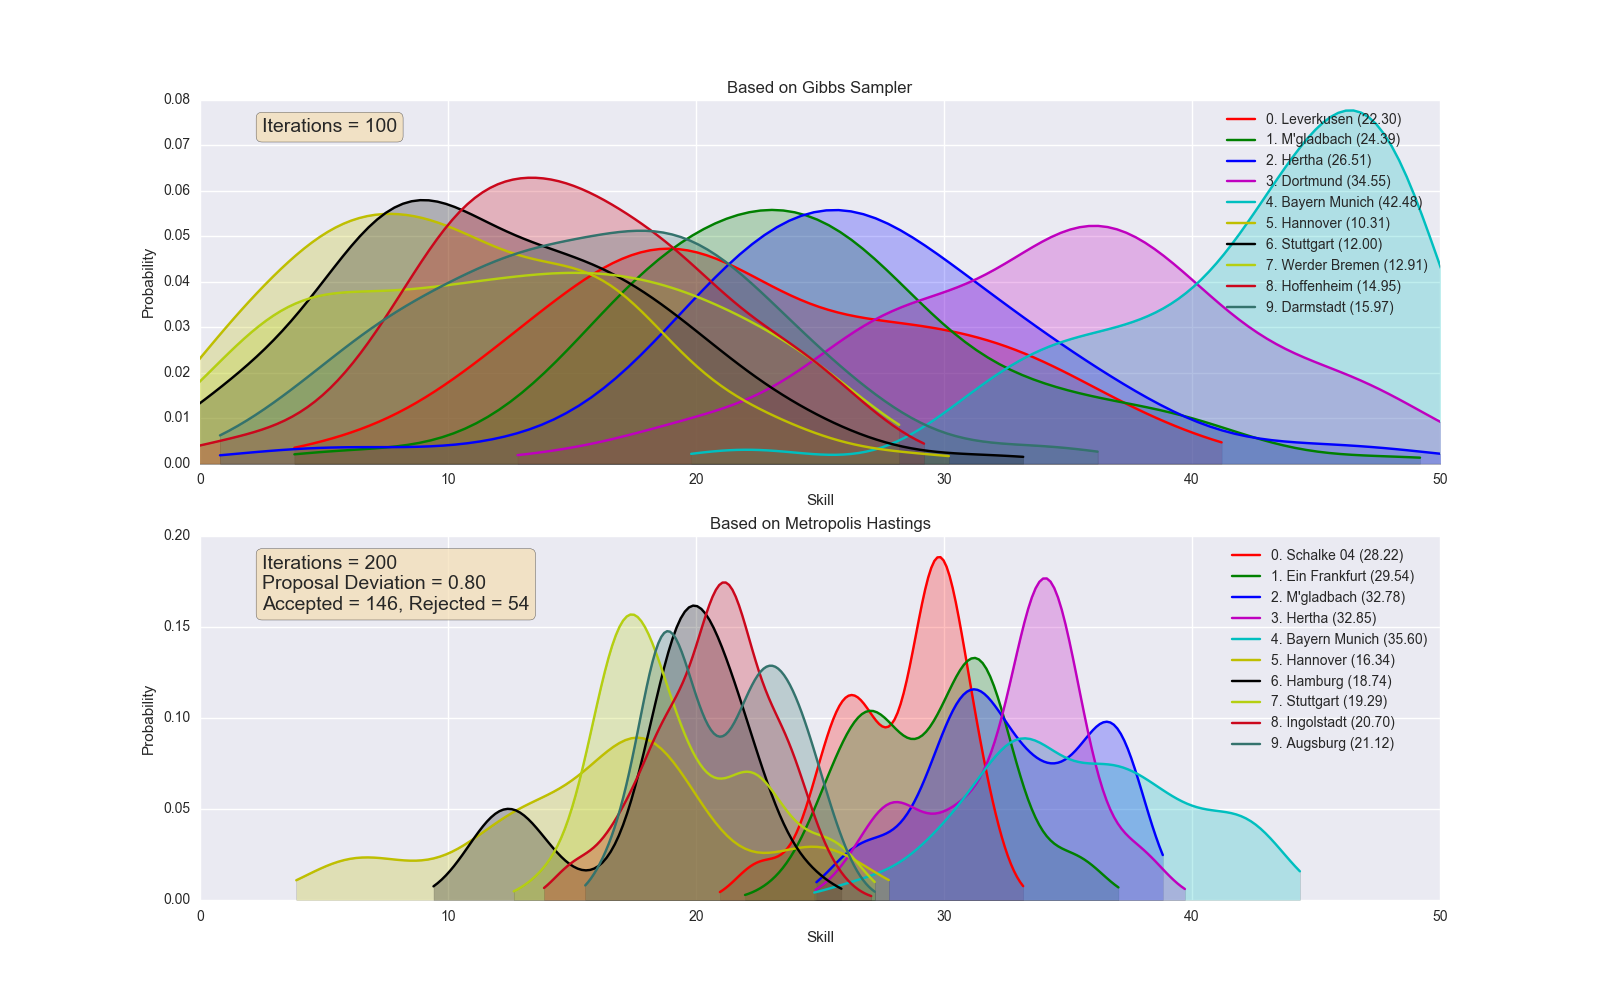 Based on Gibbs Sampler
Iterations = 100
0. Leverkusen (22.30)
1. M'gladbach (24.39)
2. Hertha (26.51)
3. Dortmund (34.55)
4. Bayern Munich (42.48)
5. Hannover (10.31)
6. Stuttgart (12.00)
7. Werder Bremen (12.91)
8. Hoffenheim (14.95)
9. Darmstadt (15.97)
0.08
0.07
0.06
0.05
0.04
0.03
0.02
0.01
0.00
Probability
0 10 20 30 40 50
Skill
Based on Metropolis Hastings
Iterations = 200
Proposal Deviation = 0.80
Accepted = 146, Rejected = 54
0. Schalke 04 (28.22)
1. Ein Frankfurt (29.54)
2. M'gladbach (32.78)
3. Hertha (32.85)
4. Bayern Munich (35.60)
5. Hannover (16.34)
6. Hamburg (18.74)
7. Stuttgart (19.29)
8. Ingolstadt (20.70)
9. Augsburg (21.12)
0.20
0.15
0.10
0.05
0.00
Probability
0 10 20 30 40 50
Skill